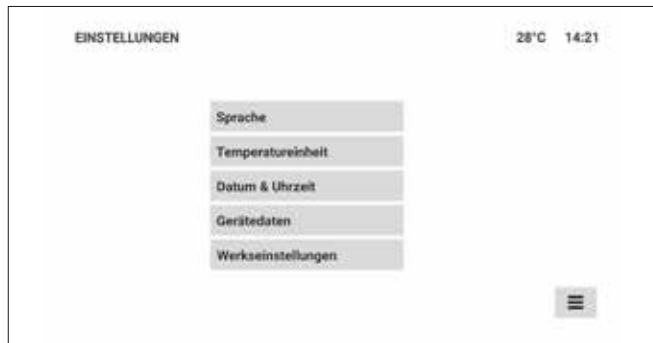 EINSTELLUNGEN 28°C 14:21
Sprache
Temperatureinheit
Datum & Uhrzeit
Gerätedaten
Werkseinstellungen